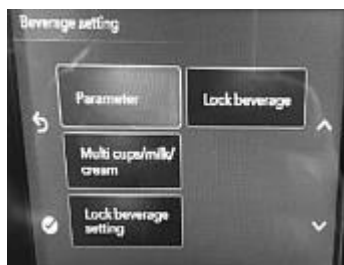 Beverage setting
Parameter
Lock beverage
Multi cups/milk/
cream
Lock beverage
setting